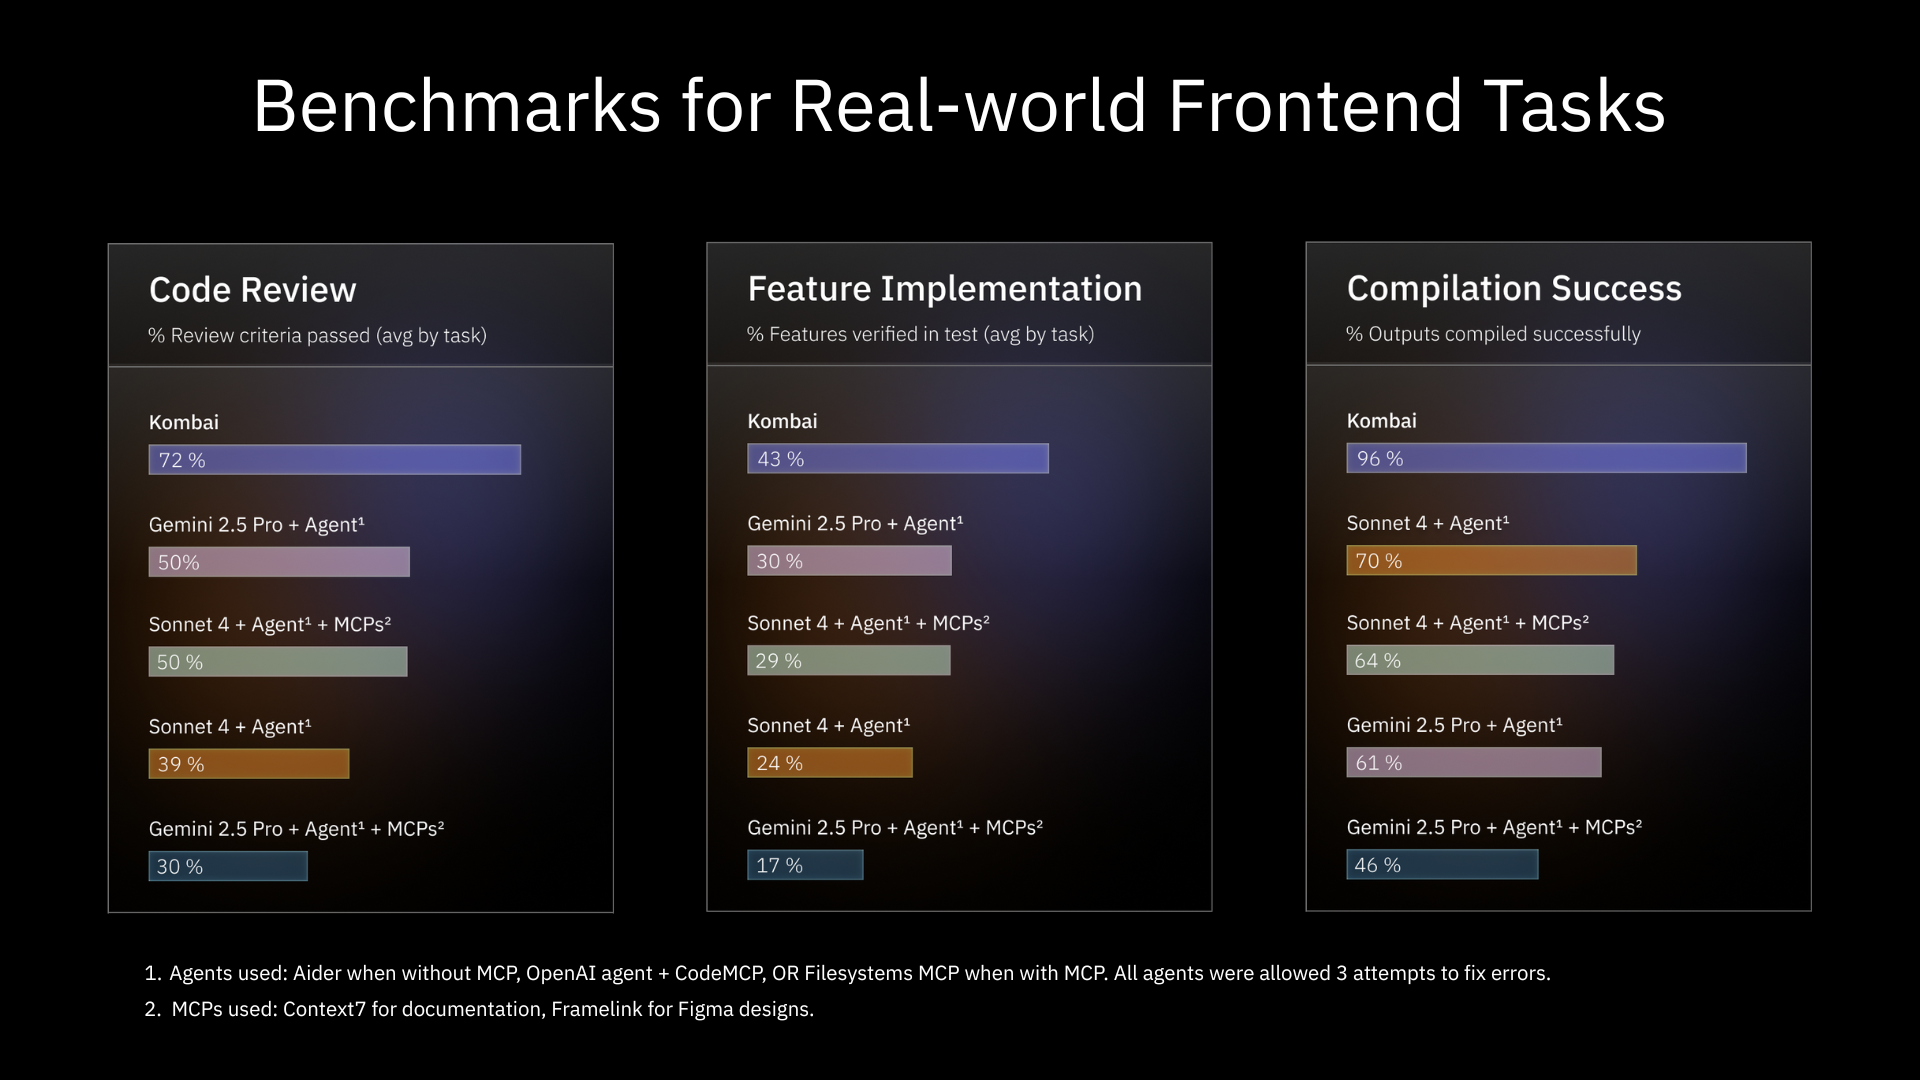 Benchmarks for Real-world Frontend Tasks
Code Review
% Review criteria passed (avg by task)
Kombai
72 %
Gemini 2.5 Pro + Agent¹
50%
Sonnet 4 + Agent¹ + MCPs²
50 %
Sonnet 4 + Agent¹
39 %
Gemini 2.5 Pro + Agent¹ + MCPs²
30 %
Feature Implementation
% Features verified in test (avg by task)
Kombai
43 %
Gemini 2.5 Pro + Agent¹
30 %
Sonnet 4 + Agent¹ + MCPs²
29 %
Sonnet 4 + Agent¹
24 %
Gemini 2.5 Pro + Agent¹ + MCPs²
17 %
Compilation Success
% Outputs compiled successfully
Kombai
96 %
Sonnet 4 + Agent¹
70 %
Sonnet 4 + Agent¹ + MCPs²
64 %
Gemini 2.5 Pro + Agent¹
61 %
Gemini 2.5 Pro + Agent¹ + MCPs²
46 %
1. Agents used: Aider when without MCP, OpenAI agent + CodeMCP, OR Filesystems MCP when with MCP. All agents were allowed 3 attempts to fix errors.
2. MCPs used: Context7 for documentation, Framelink for Figma designs.